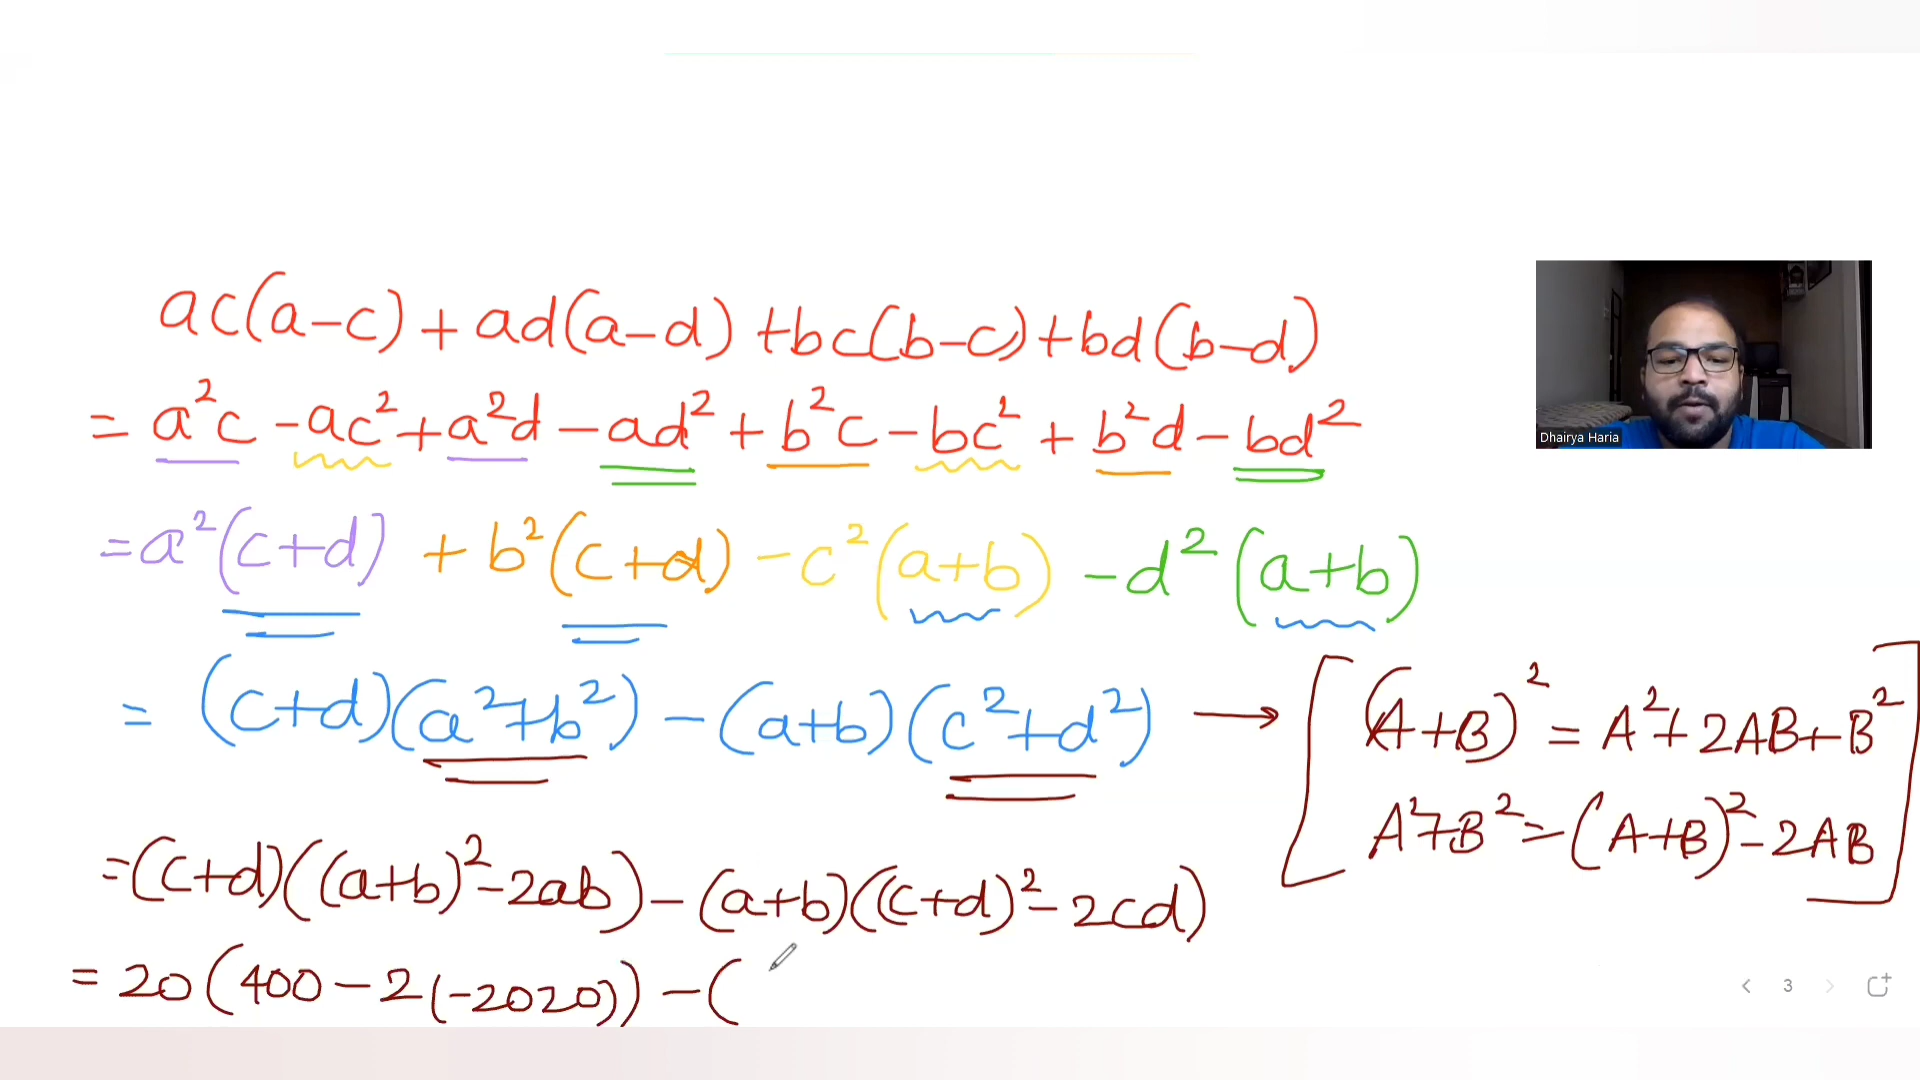 ac(a-c) + ad(a-d) +bc(b-c)+bd(b-d)
= a²c -ac² +a²d -ad² + b²c -bc² + b²d - bd²
=a²(c+d) + b²(c+d) -c²(a+b) -d²(a+b)
= (c+d)(a²+b²) -(a+b)(c²+d²) → [(A+B)² = A²+2AB+B²
A²+B² = (A+B)²-2AB]
=(c+d)((a+b)²-2ab) -(a+b)((c+d)²-2cd)
= 20(400-2(-2020)) -(
Dhairya Haria
< 3 >